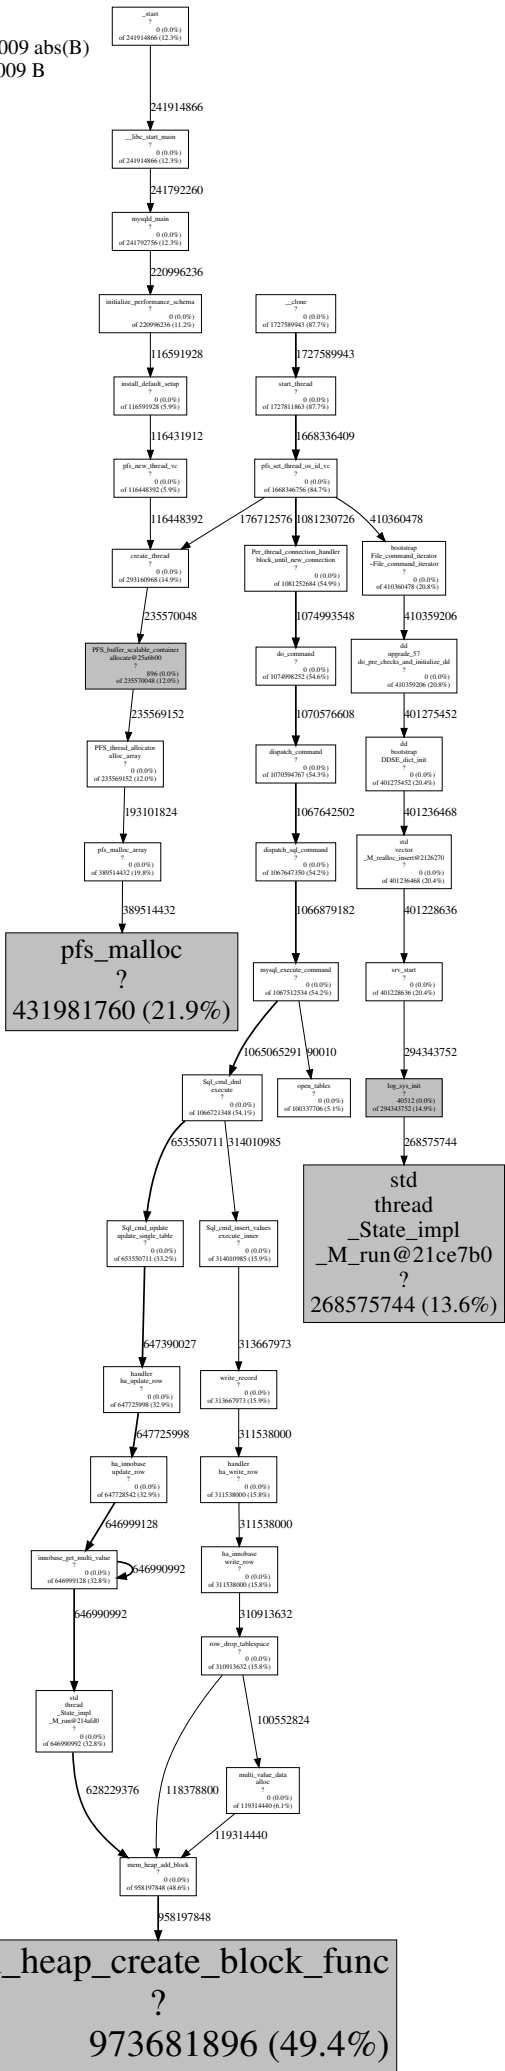 _start
?
0 (0.0%)
of 241914866 (12.3%)
009 abs(B)
009 B
241914866
__libc_start_main
?
0 (0.0%)
of 241914866 (12.3%)
241792260
mysqld_main
?
0 (0.0%)
of 241792756 (12.3%)
220996236
initialize_performance_schema
?
0 (0.0%)
of 220996236 (11.2%)
__clone
?
0 (0.0%)
of 1727589943 (87.7%)
116591928
1727589943
install_default_setup
?
0 (0.0%)
of 116591928 (5.9%)
start_thread
?
0 (0.0%)
of 1727811863 (87.7%)
116431912
1668336409
pfs_new_thread_vc
?
0 (0.0%)
of 116448392 (5.9%)
pfs_set_thread_os_id_vc
?
0 (0.0%)
of 1668346756 (84.7%)
116448392
176712576
1081230726
410360478
create_thread
?
0 (0.0%)
of 293160968 (14.9%)
Per_thread_connection_handler
block_until_new_connection
?
0 (0.0%)
of 1081252684 (54.9%)
bootstrap
File_command_iterator
~File_command_iterator
?
0 (0.0%)
of 410360478 (20.8%)
235570048
1074993548
410359206
PFS_buffer_scalable_container
allocate@25a6b00
?
896 (0.0%)
of 235570048 (12.0%)
do_command
?
0 (0.0%)
of 1074998252 (54.6%)
dd
upgrade_57
do_pre_checks_and_initialize_dd
?
0 (0.0%)
of 410359206 (20.8%)
235569152
1070576608
401275452
PFS_thread_allocator
alloc_array
?
0 (0.0%)
of 235569152 (12.0%)
dispatch_command
?
0 (0.0%)
of 1070594767 (54.3%)
dd
bootstrap
DDSE_dict_init
?
0 (0.0%)
of 401275452 (20.4%)
193101824
1067642502
401236468
pfs_malloc_array
?
0 (0.0%)
of 389514432 (19.8%)
dispatch_sql_command
?
0 (0.0%)
of 1067647350 (54.2%)
std
vector
_M_realloc_insert@2126270
?
0 (0.0%)
of 401236468 (20.4%)
389514432
1066879182
401228636
pfs_malloc
?
431981760 (21.9%)
mysql_execute_command
?
0 (0.0%)
of 1067512534 (54.2%)
srv_start
?
0 (0.0%)
of 401228636 (20.4%)
1065065291
90010
294343752
Sql_cmd_dml
execute
?
0 (0.0%)
of 1066721348 (54.1%)
open_tables
?
0 (0.0%)
of 100337706 (5.1%)
log_sys_init
?
40512 (0.0%)
of 294343752 (14.9%)
653550711
314010985
268575744
std
thread
_State_impl
_M_run@21ce7b0
?
268575744 (13.6%)
Sql_cmd_update
update_single_table
?
0 (0.0%)
of 653550711 (33.2%)
Sql_cmd_insert_values
execute_inner
?
0 (0.0%)
of 314010985 (15.9%)
647390027
313667973
handler
ha_update_row
?
0 (0.0%)
of 647725998 (32.9%)
write_record
?
0 (0.0%)
of 313667973 (15.9%)
647725998
311538000
ha_innobase
update_row
?
0 (0.0%)
of 647728542 (32.9%)
handler
ha_write_row
?
0 (0.0%)
of 311538000 (15.8%)
646999128
311538000
innobase_get_multi_value
?
0 (0.0%)
of 646999128 (32.8%)
646990992
ha_innobase
write_row
?
0 (0.0%)
of 311538000 (15.8%)
646990992
310913632
row_drop_tablespace
?
0 (0.0%)
of 310913632 (15.8%)
std
thread
_State_impl
_M_run@214afd0
?
0 (0.0%)
of 646990992 (32.8%)
100552824
628229376
118378800
multi_value_data
alloc
?
0 (0.0%)
of 119314440 (6.1%)
119314440
mem_heap_add_block
?
0 (0.0%)
of 958197848 (48.6%)
958197848
_heap_create_block_func
?
973681896 (49.4%)